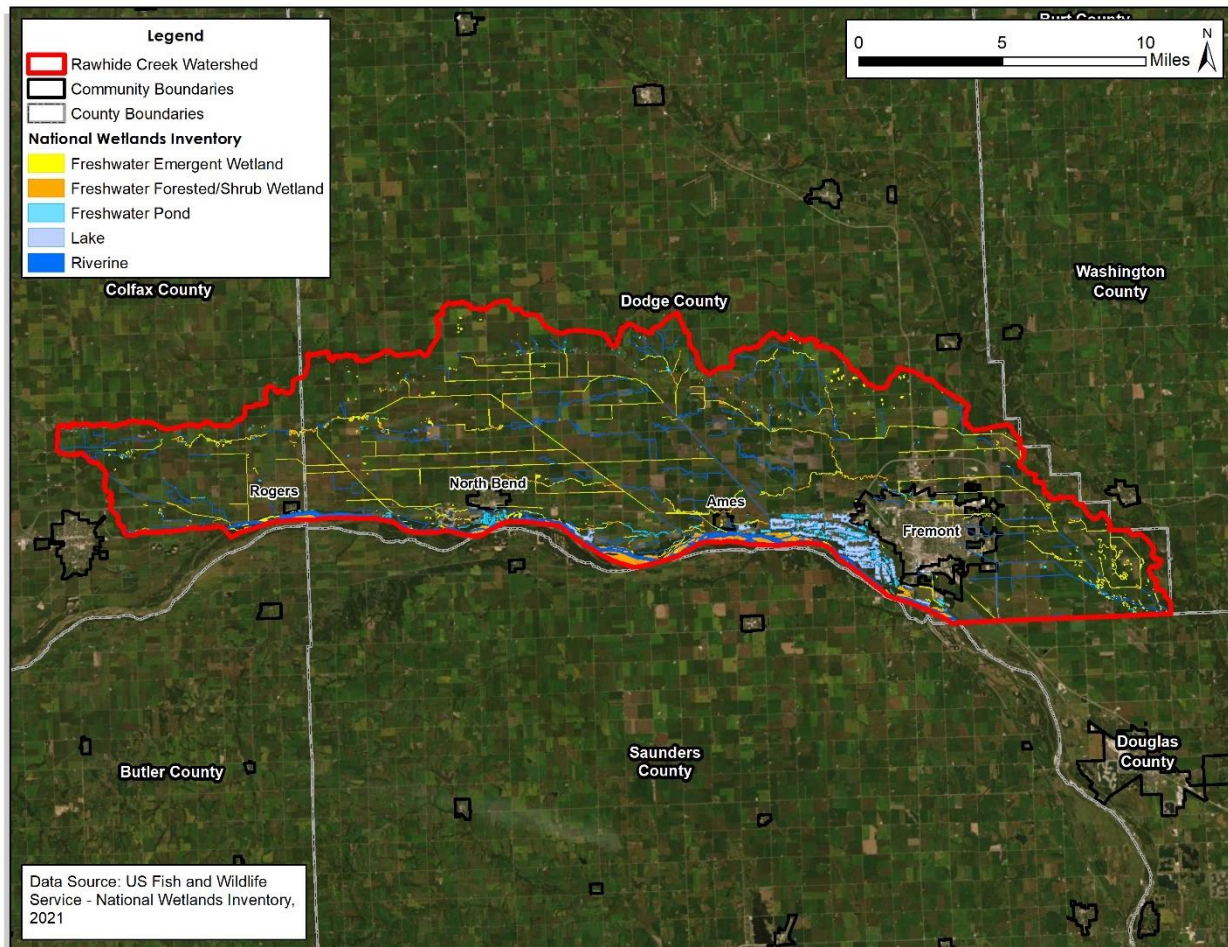 Legend
Rawhide Creek Watershed
Community Boundaries
County Boundaries
National Wetlands Inventory
Freshwater Emergent Wetland
Freshwater Forested/Shrub Wetland
Freshwater Pond
Lake
Riverine
Burt County
0 5 10
Miles
N
Colfax County
Dodge County
Washington
County
Rogers
North Bend
Ames
Fremont
Butler County
Saunders
County
Douglas
County
Data Source: US Fish and Wildlife
Service - National Wetlands Inventory,
2021